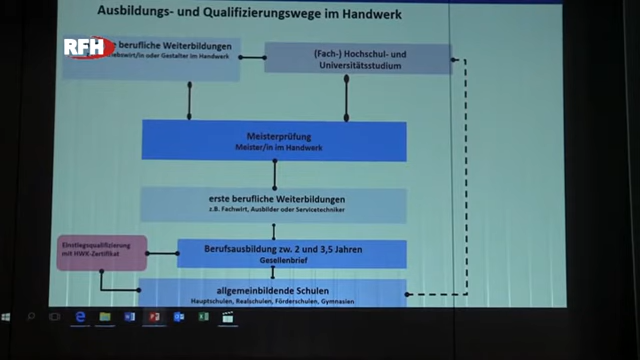 Ausbildungs- und Qualifizierungswege im Handwerk
RFH
berufliche Weiterbildungen
oder Gestalter im Handwerk
(Fach-) Hochschul- und
Universitätsstudium
Meisterprüfung
Meister/in im Handwerk
erste berufliche Weiterbildungen
z.B. Fachwirt, Ausbilder oder Servicetechniker
Einstiegsqualifizierung
mit HWK-Zertifikat
Berufsausbildung zw. 2 und 3,5 Jahren
Gesellenbrief
allgemeinbildende Schulen
Hauptschulen, Realschulen, Förderschulen, Gymnasien